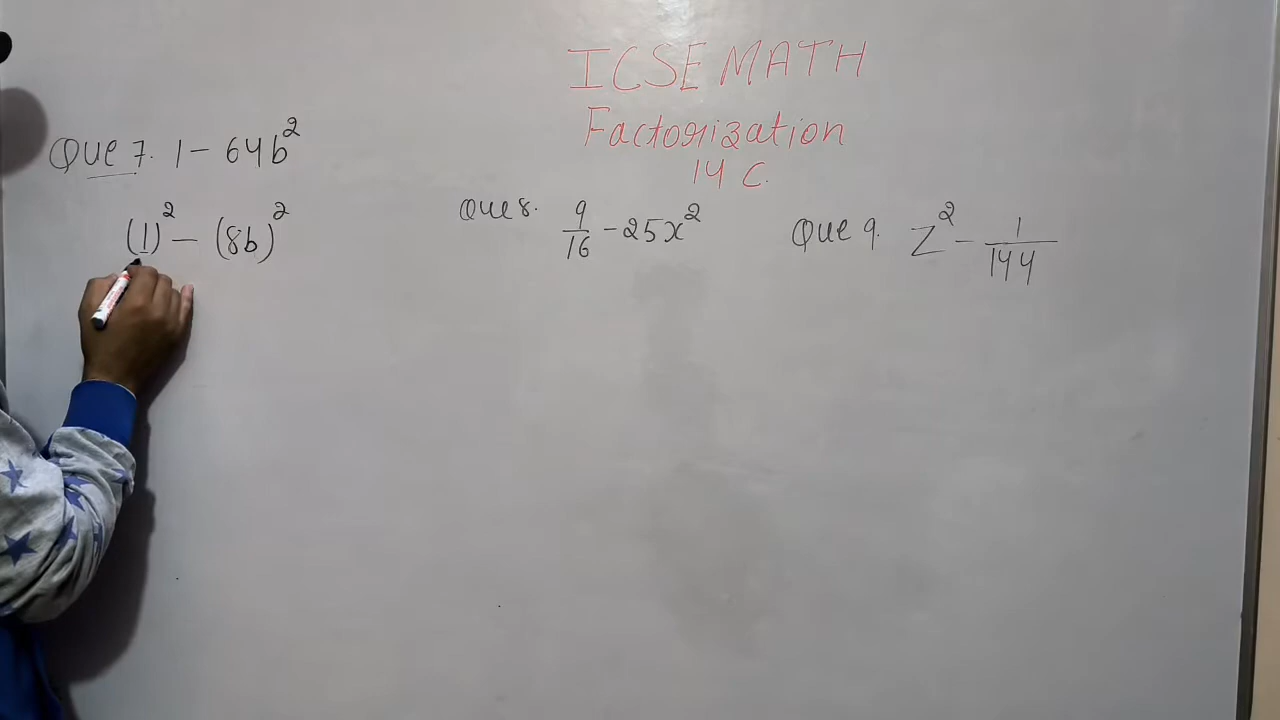 ICSE MATH
Factorization
14 C.
Que 7. 1 - 64b²
(1)² - (8b)²
Que 8. 9/16 - 25x²
Que 9. Z² - 1/144